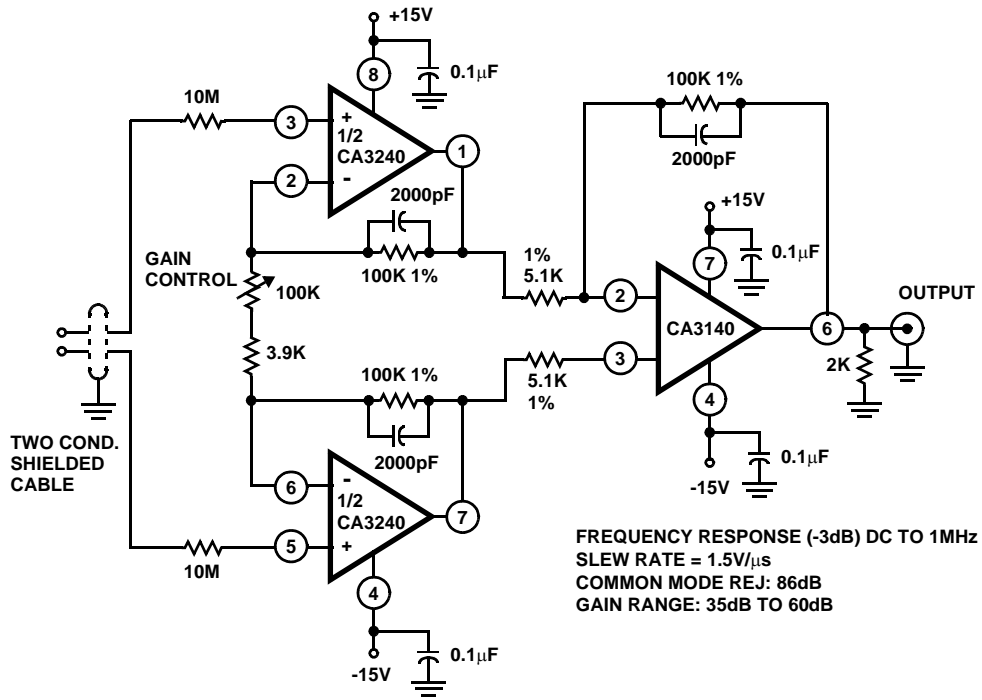 +15V
8
0.1µF
10M
3
+
1/2
CA3240
1
2
-
2000pF
100K 1%
GAIN
CONTROL
100K
3.9K
100K 1%
2000pF
TWO COND.
SHIELDED
CABLE
6
-
1/2
CA3240
7
5
+
10M
4
-15V
0.1µF
100K 1%
2000pF
+15V
7
0.1µF
1%
5.1K
2
CA3140
3
5.1K
1%
6
OUTPUT
2K
4
0.1µF
-15V
FREQUENCY RESPONSE (-3dB) DC TO 1MHz
SLEW RATE = 1.5V/µs
COMMON MODE REJ: 86dB
GAIN RANGE: 35dB TO 60dB